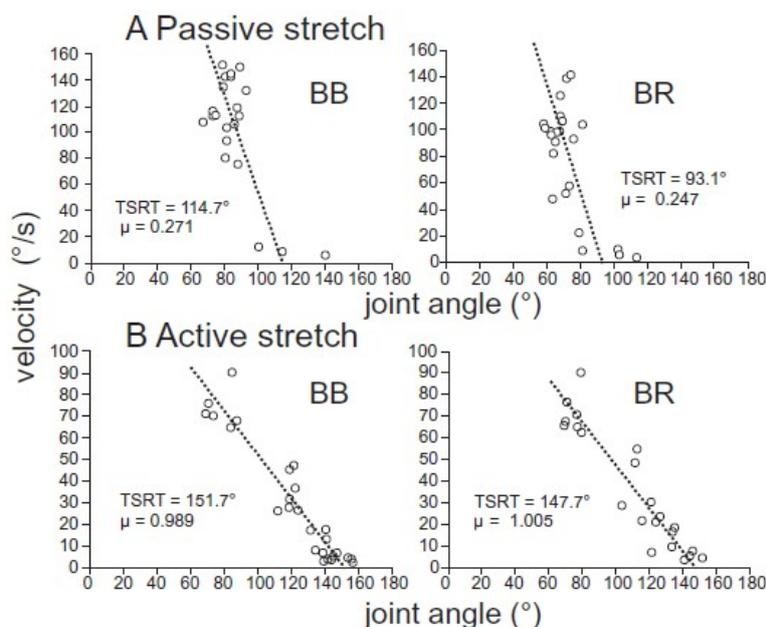 A Passive stretch
BB
BR
160
140
120
100
80
60
40
20
0
TSRT = 114.7°
μ = 0.271
0 20 40 60 80 100 120 140 160 180
160
140
120
100
80
60
40
20
0
TSRT = 93.1°
μ = 0.247
0 20 40 60 80 100 120 140 160 180
joint angle (°)
velocity (°/s)
B Active stretch
BB
BR
100
90
80
70
60
50
40
30
20
10
0
TSRT = 151.7°
μ = 0.989
0 20 40 60 80 100 120 140 160 180
100
90
80
70
60
50
40
30
20
10
0
TSRT = 147.7°
μ = 1.005
0 20 40 60 80 100 120 140 160 180
joint angle (°)